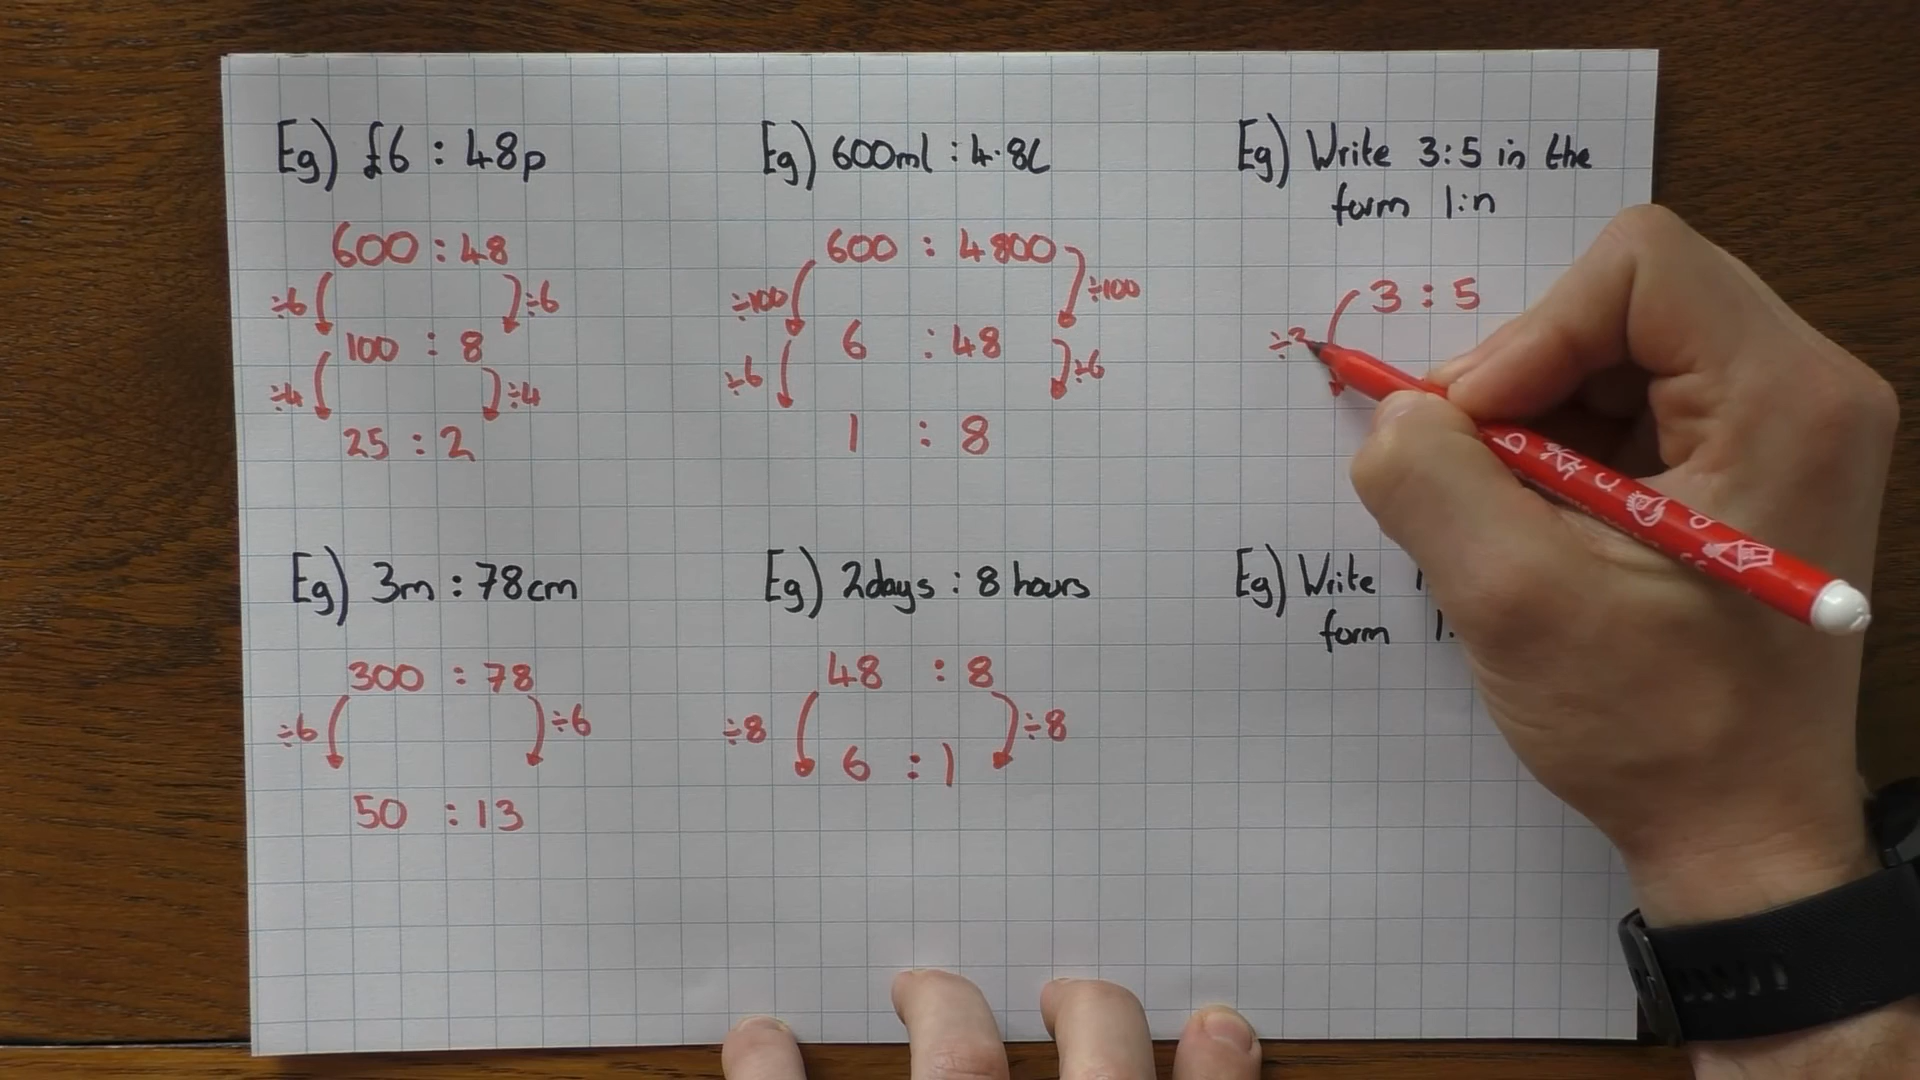 Eg) £6 : 48p
600 : 48
÷6 ÷6
100 : 8
÷4 ÷4
25 : 2
Eg) 600ml : 4.8L
600 : 4800
÷100 ÷100
6 : 48
÷6 ÷6
1 : 8
Eg) Write 3:5 in the
form 1:n
3 : 5
÷3
Eg) 3m : 78cm
300 : 78
÷6 ÷6
50 : 13
Eg) 2days : 8 hours
48 : 8
÷8 ÷8
6 : 1
Eg) Write
form